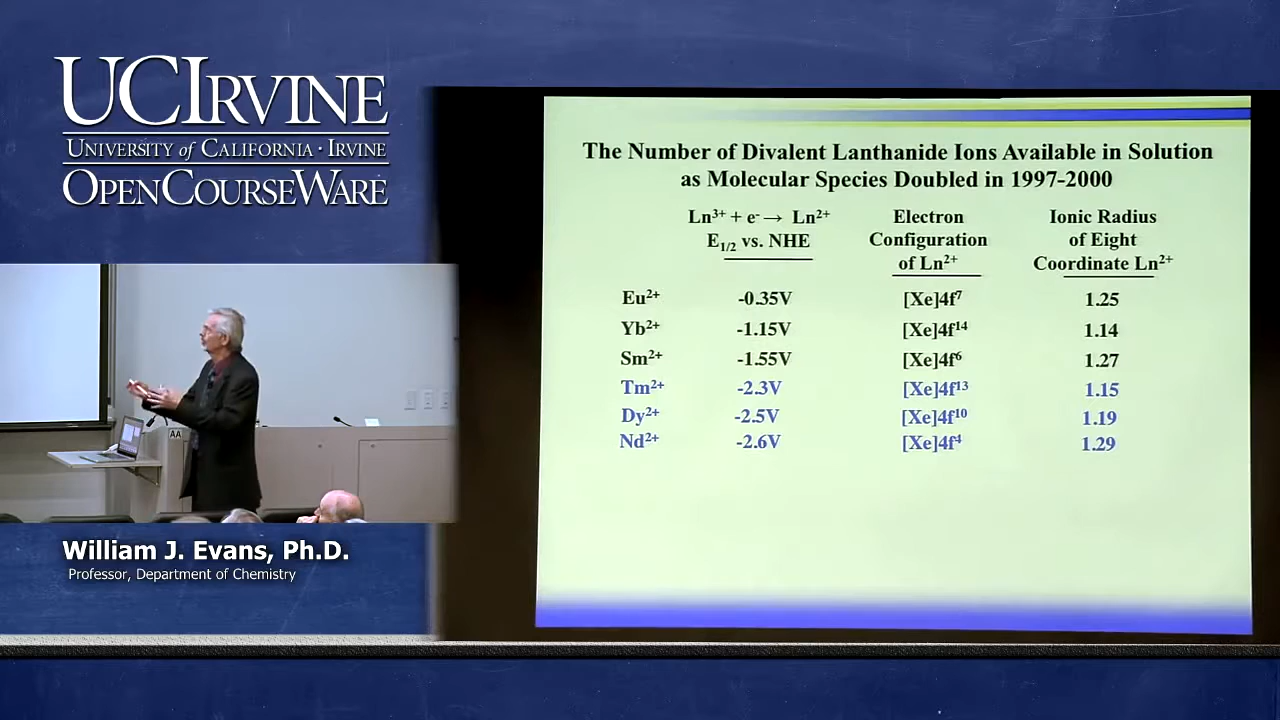 UCIRVINE
UNIVERSITY of CALIFORNIA · IRVINE
OPENCOURSEWARE
AA
William J. Evans, Ph.D.
Professor, Department of Chemistry
The Number of Divalent Lanthanide Ions Available in Solution
as Molecular Species Doubled in 1997-2000
Ln³⁺ + e⁻ → Ln²⁺ Electron Ionic Radius
E₁/₂ vs. NHE Configuration of Eight
of Ln²⁺ Coordinate Ln²⁺
Eu²⁺ -0.35V [Xe]4f⁷ 1.25
Yb²⁺ -1.15V [Xe]4f¹⁴ 1.14
Sm²⁺ -1.55V [Xe]4f⁶ 1.27
Tm²⁺ -2.3V [Xe]4f¹³ 1.15
Dy²⁺ -2.5V [Xe]4f¹⁰ 1.19
Nd²⁺ -2.6V [Xe]4f⁴ 1.29